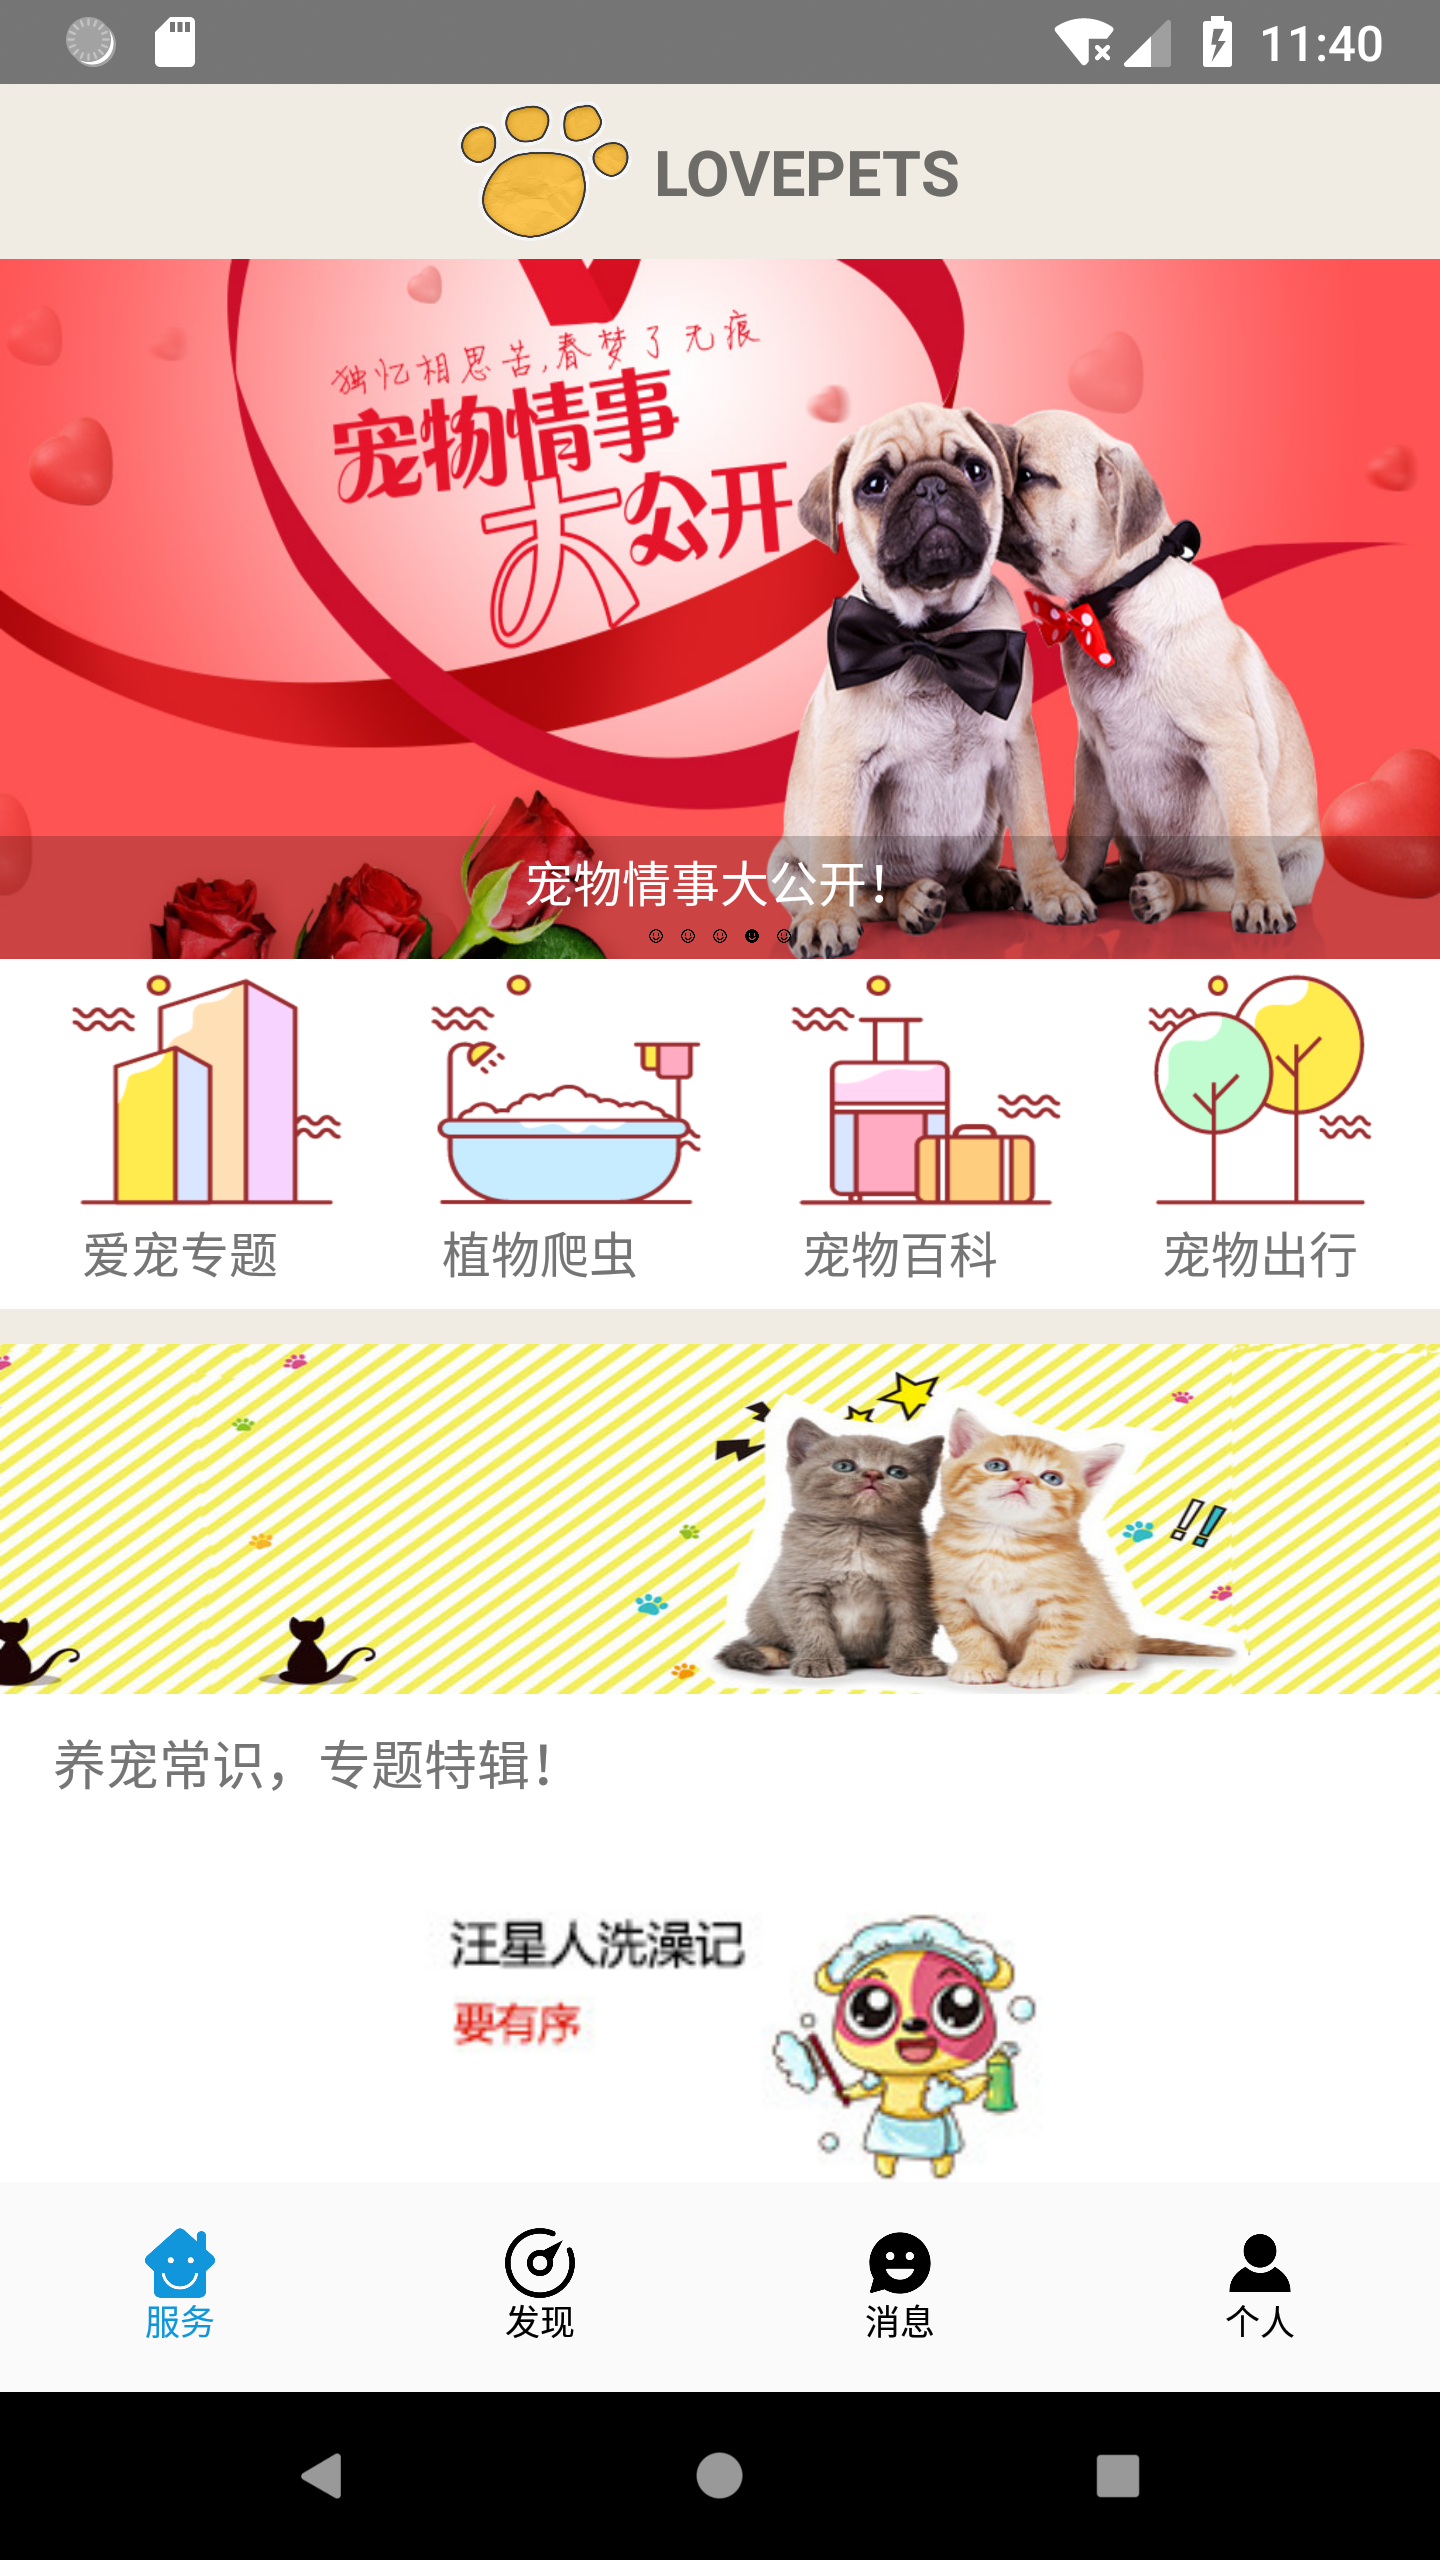 11:40
LOVEPETS
独忆相思苦,春梦了无痕
宠物情事
大公开
宠物情事大公开！
爱宠专题
植物爬虫
宠物百科
宠物出行
养宠常识，专题特辑！
汪星人洗澡记
要有序
服务
发现
消息
个人